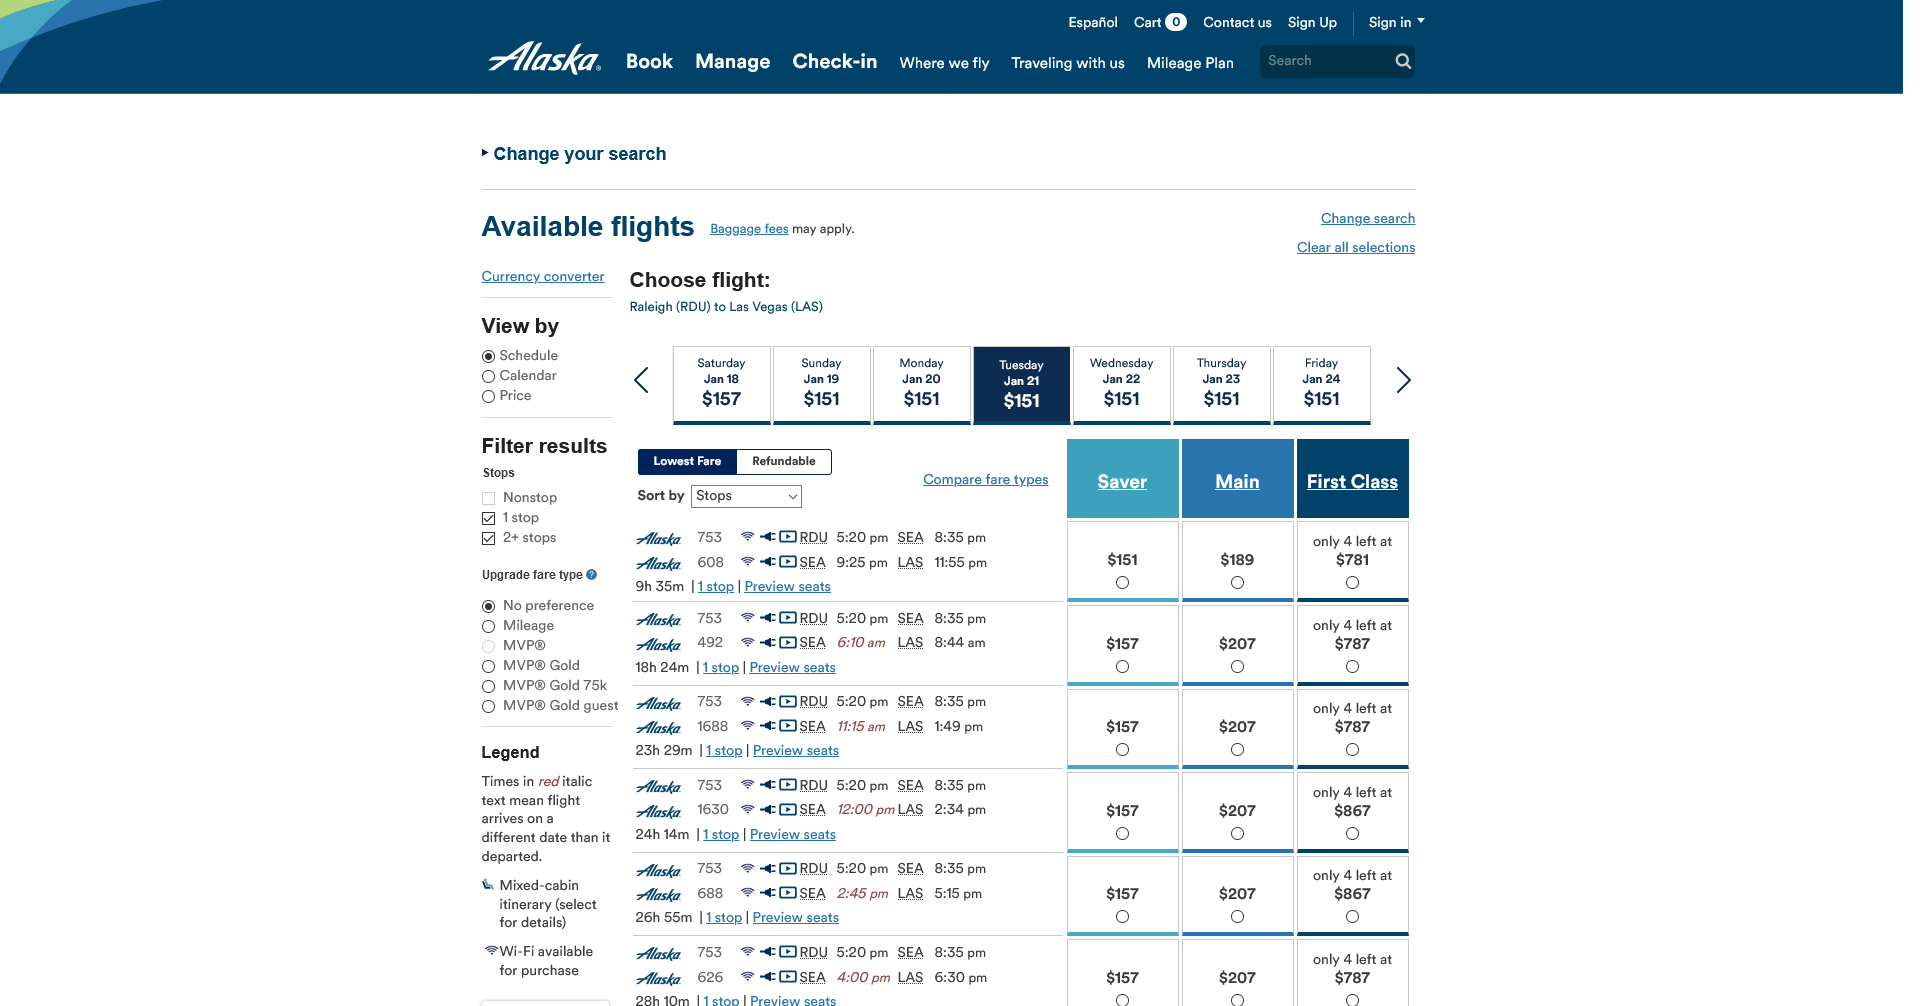 Español Cart 0 Contact us Sign Up Sign in
Alaska Book Manage Check-in Where we fly Traveling with us Mileage Plan Search
Change your search
Available flights Baggage fees may apply.
Change search
Clear all selections
Currency converter
View by
Schedule
Calendar
Price
Filter results
Stops
Nonstop
1 stop
2+ stops
Upgrade fare type ?
No preference
Mileage
MVP®
MVP® Gold
MVP® Gold 75k
MVP® Gold guest
Legend
Times in red italic
text mean flight
arrives on a
different date than it
departed.
Mixed-cabin
itinerary (select
for details)
Wi-Fi available
for purchase
Choose flight:
Raleigh (RDU) to Las Vegas (LAS)
Saturday Sunday Monday Tuesday Wednesday Thursday Friday
Jan 18 Jan 19 Jan 20 Jan 21 Jan 22 Jan 23 Jan 24
$157 $151 $151 $151 $151 $151 $151
Lowest Fare Refundable
Sort by Stops
Compare fare types
Saver Main First Class
Alaska 753 RDU 5:20 pm SEA 8:35 pm
Alaska 608 SEA 9:25 pm LAS 11:55 pm
9h 35m | 1 stop | Preview seats
$151 $189 only 4 left at
$781
Alaska 753 RDU 5:20 pm SEA 8:35 pm
Alaska 492 SEA 6:10 am LAS 8:44 am
18h 24m | 1 stop | Preview seats
$157 $207 only 4 left at
$787
Alaska 753 RDU 5:20 pm SEA 8:35 pm
Alaska 1688 SEA 11:15 am LAS 1:49 pm
23h 29m | 1 stop | Preview seats
$157 $207 only 4 left at
$787
Alaska 753 RDU 5:20 pm SEA 8:35 pm
Alaska 1630 SEA 12:00 pm LAS 2:34 pm
24h 14m | 1 stop | Preview seats
$157 $207 only 4 left at
$867
Alaska 753 RDU 5:20 pm SEA 8:35 pm
Alaska 688 SEA 2:45 pm LAS 5:15 pm
26h 55m | 1 stop | Preview seats
$157 $207 only 4 left at
$867
Alaska 753 RDU 5:20 pm SEA 8:35 pm
Alaska 626 SEA 4:00 pm LAS 6:30 pm
28h 10m | 1 stop | Preview seats
$157 $207 only 4 left at
$787